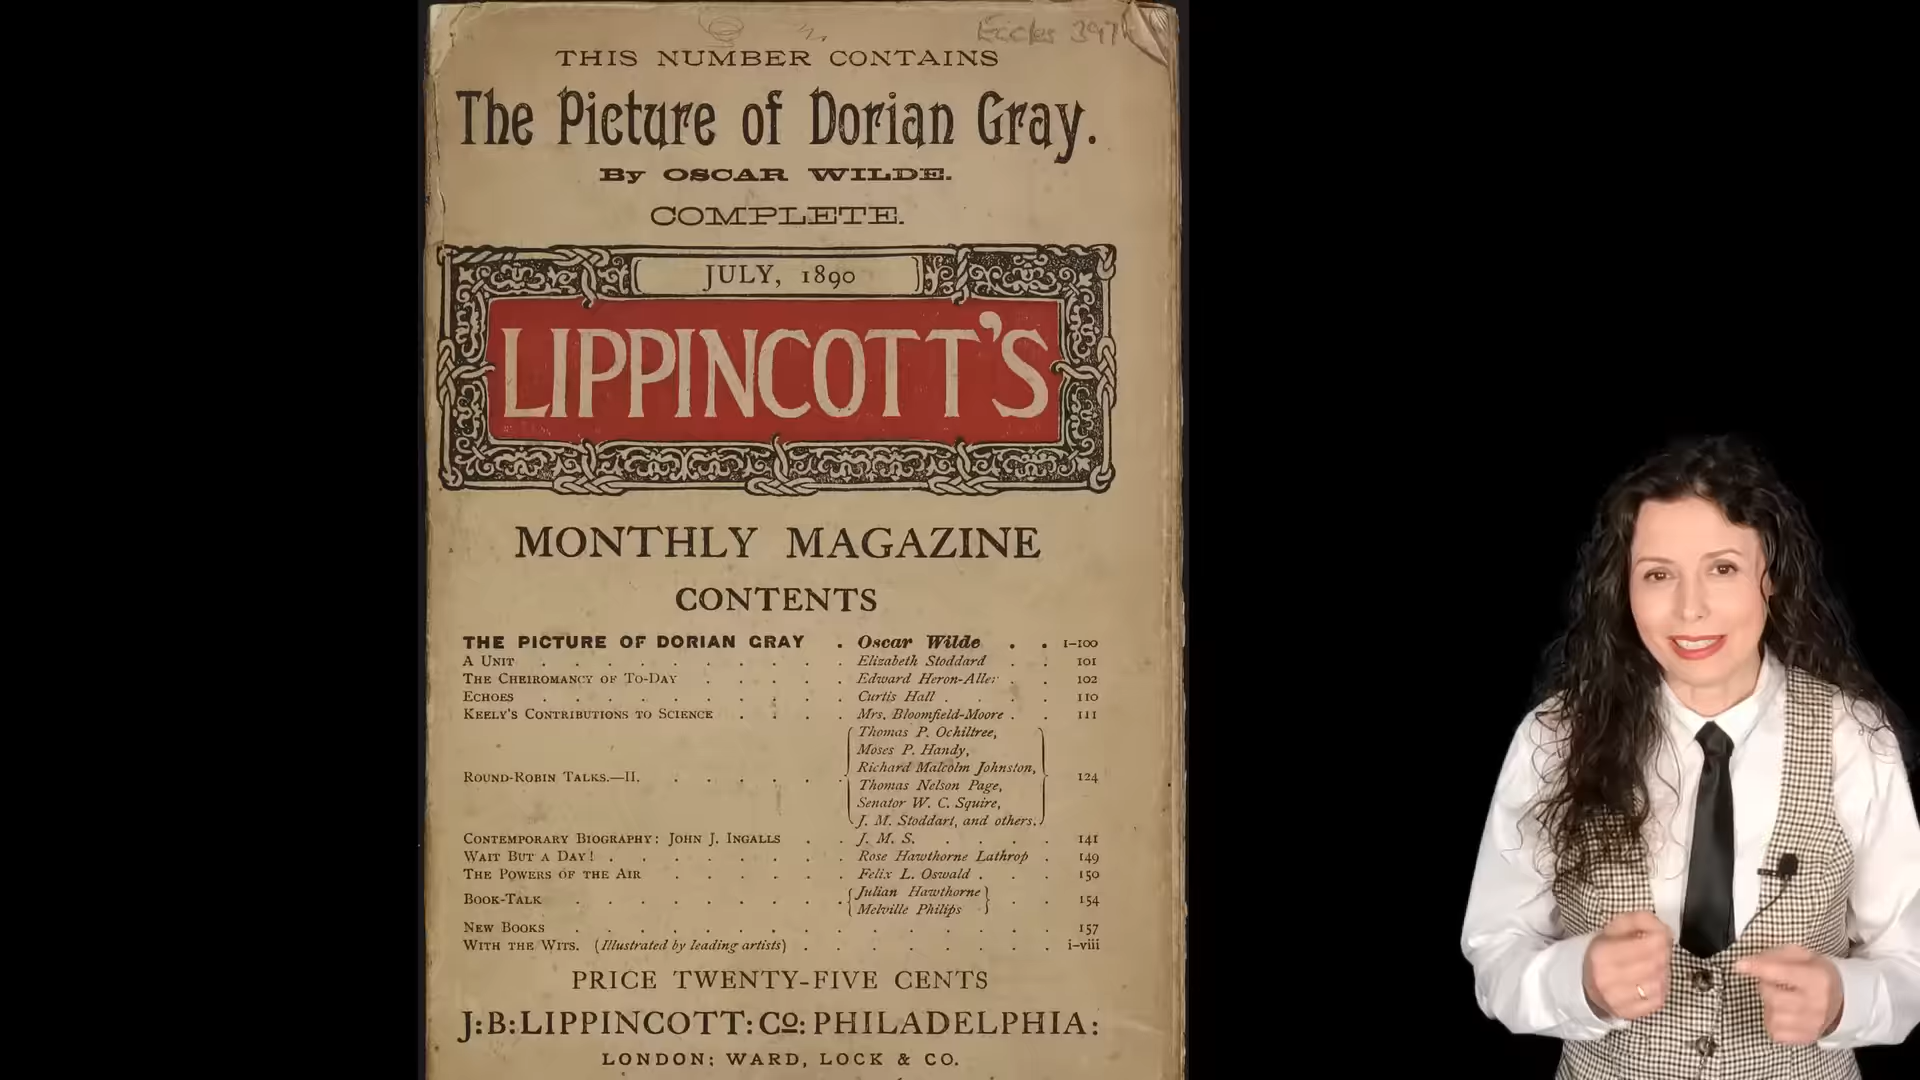 Eccles 397
THIS NUMBER CONTAINS
The Picture of Dorian Gray.
By OSCAR WILDE.
COMPLETE.
JULY, 1890
LIPPINCOTT'S
MONTHLY MAGAZINE
CONTENTS
THE PICTURE OF DORIAN GRAY . Oscar Wilde . . 1-100
A UNIT . . . . . . . . . . Elizabeth Stoddard . . 101
THE CHEIROMANCY OF TO-DAY . . . . . Edward Heron-Allen . . 102
ECHOES . . . . . . . . . . Curtis Hall . . . . 110
KEELY'S CONTRIBUTIONS TO SCIENCE . . . . Mrs. Bloomfield-Moore . . 111
Thomas P. Ochiltree,
Moses P. Handy,
Richard Malcolm Johnston,
ROUND-ROBIN TALKS.—II. . . . . . . Thomas Nelson Page, 124
Senator W. C. Squire,
J. M. Stoddart, and others.
CONTEMPORARY BIOGRAPHY: JOHN J. INGALLS . . J. M. S. . . . . 141
WAIT BUT A DAY! . . . . . . . . Rose Hawthorne Lathrop . 149
THE POWERS OF THE AIR . . . . . . Felix L. Oswald . . . 150
BOOK-TALK . . . . . . . . . Julian Hawthorne . . 154
Melville Philips
NEW BOOKS . . . . . . . . . . . . . . 157
WITH THE WITS. (Illustrated by leading artists) . . . . . . . i-viii
PRICE TWENTY-FIVE CENTS
J:B:LIPPINCOTT:Co:PHILADELPHIA:
LONDON: WARD, LOCK & CO.